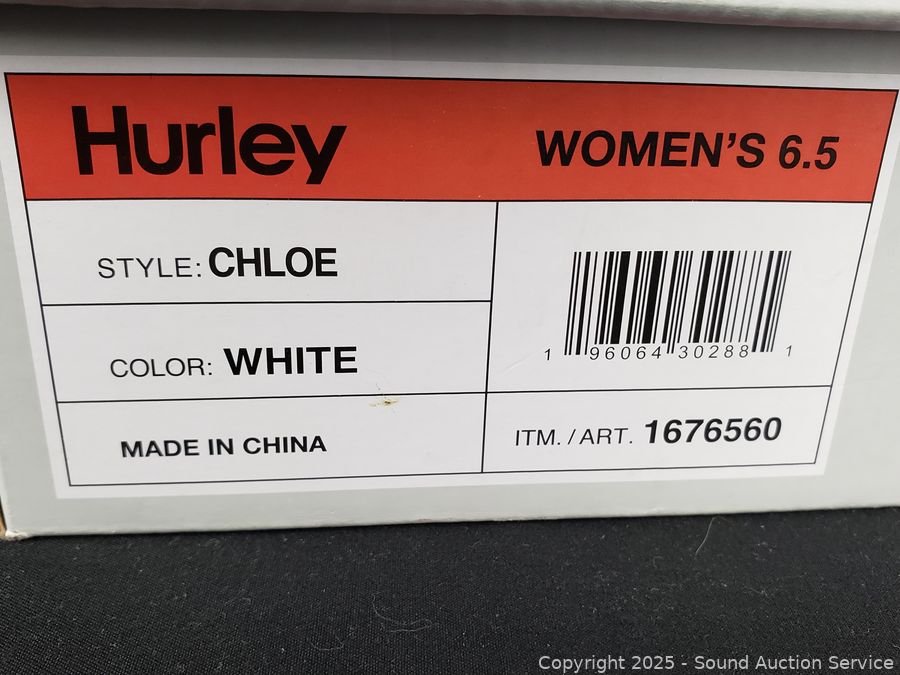 Hurley
WOMEN'S 6.5
STYLE: CHLOE
COLOR: WHITE
MADE IN CHINA
1 96064 30288 1
ITM. / ART. 1676560
Copyright 2025 - Sound Auction Service